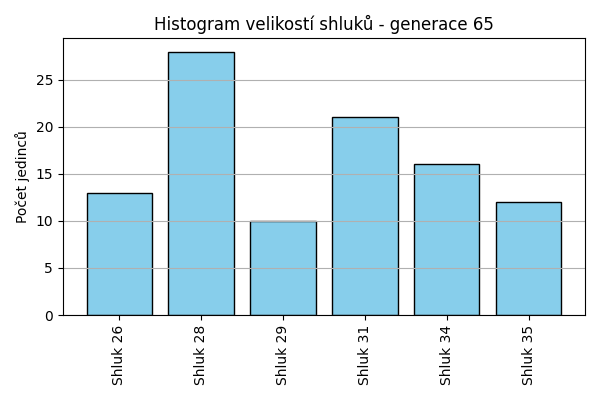 Histogram velikostí shluků - generace 65
Počet jedinců
25
20
15
10
5
0
Shluk 26
Shluk 28
Shluk 29
Shluk 31
Shluk 34
Shluk 35